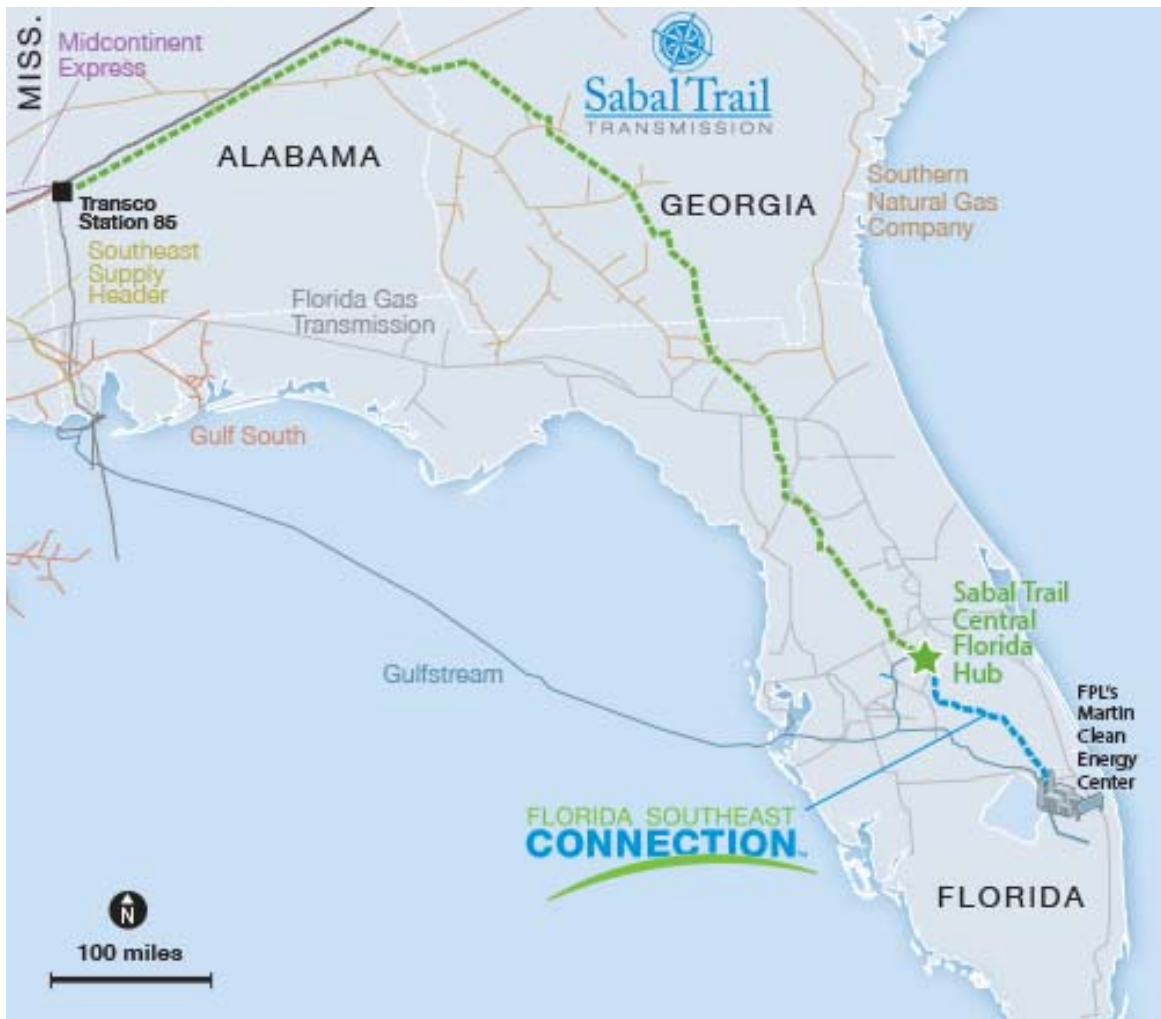 MISS.
Midcontinent
Express
Sabal Trail
TRANSMISSION
ALABAMA
Transco
Station 85
GEORGIA
Southern
Natural Gas
Company
Southeast
Supply
Header
Florida Gas
Transmission
Gulf South
Sabal Trail
Central
Florida
Hub
Gulfstream
FPL's
Martin
Clean
Energy
Center
FLORIDA SOUTHEAST
CONNECTION™
FLORIDA
N
100 miles